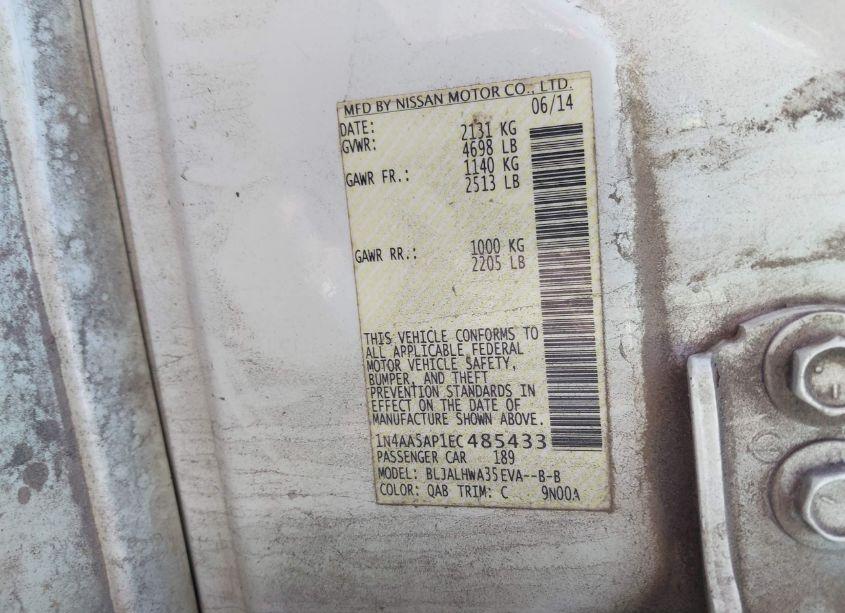 MFD BY NISSAN MOTOR CO., LTD.
DATE: 06/14
GVWR: 2131 KG
4698 LB
GAWR FR.: 1140 KG
2513 LB
GAWR RR.: 1000 KG
2205 LB
THIS VEHICLE CONFORMS TO
ALL APPLICABLE FEDERAL
MOTOR VEHICLE SAFETY,
BUMPER, AND THEFT
PREVENTION STANDARDS IN
EFFECT ON THE DATE OF
MANUFACTURE SHOWN ABOVE.
1N4AA5AP1EC485433
PASSENGER CAR 189
MODEL: BLJALHWA35EVA--B-B
COLOR: QAB TRIM: C 9N00A